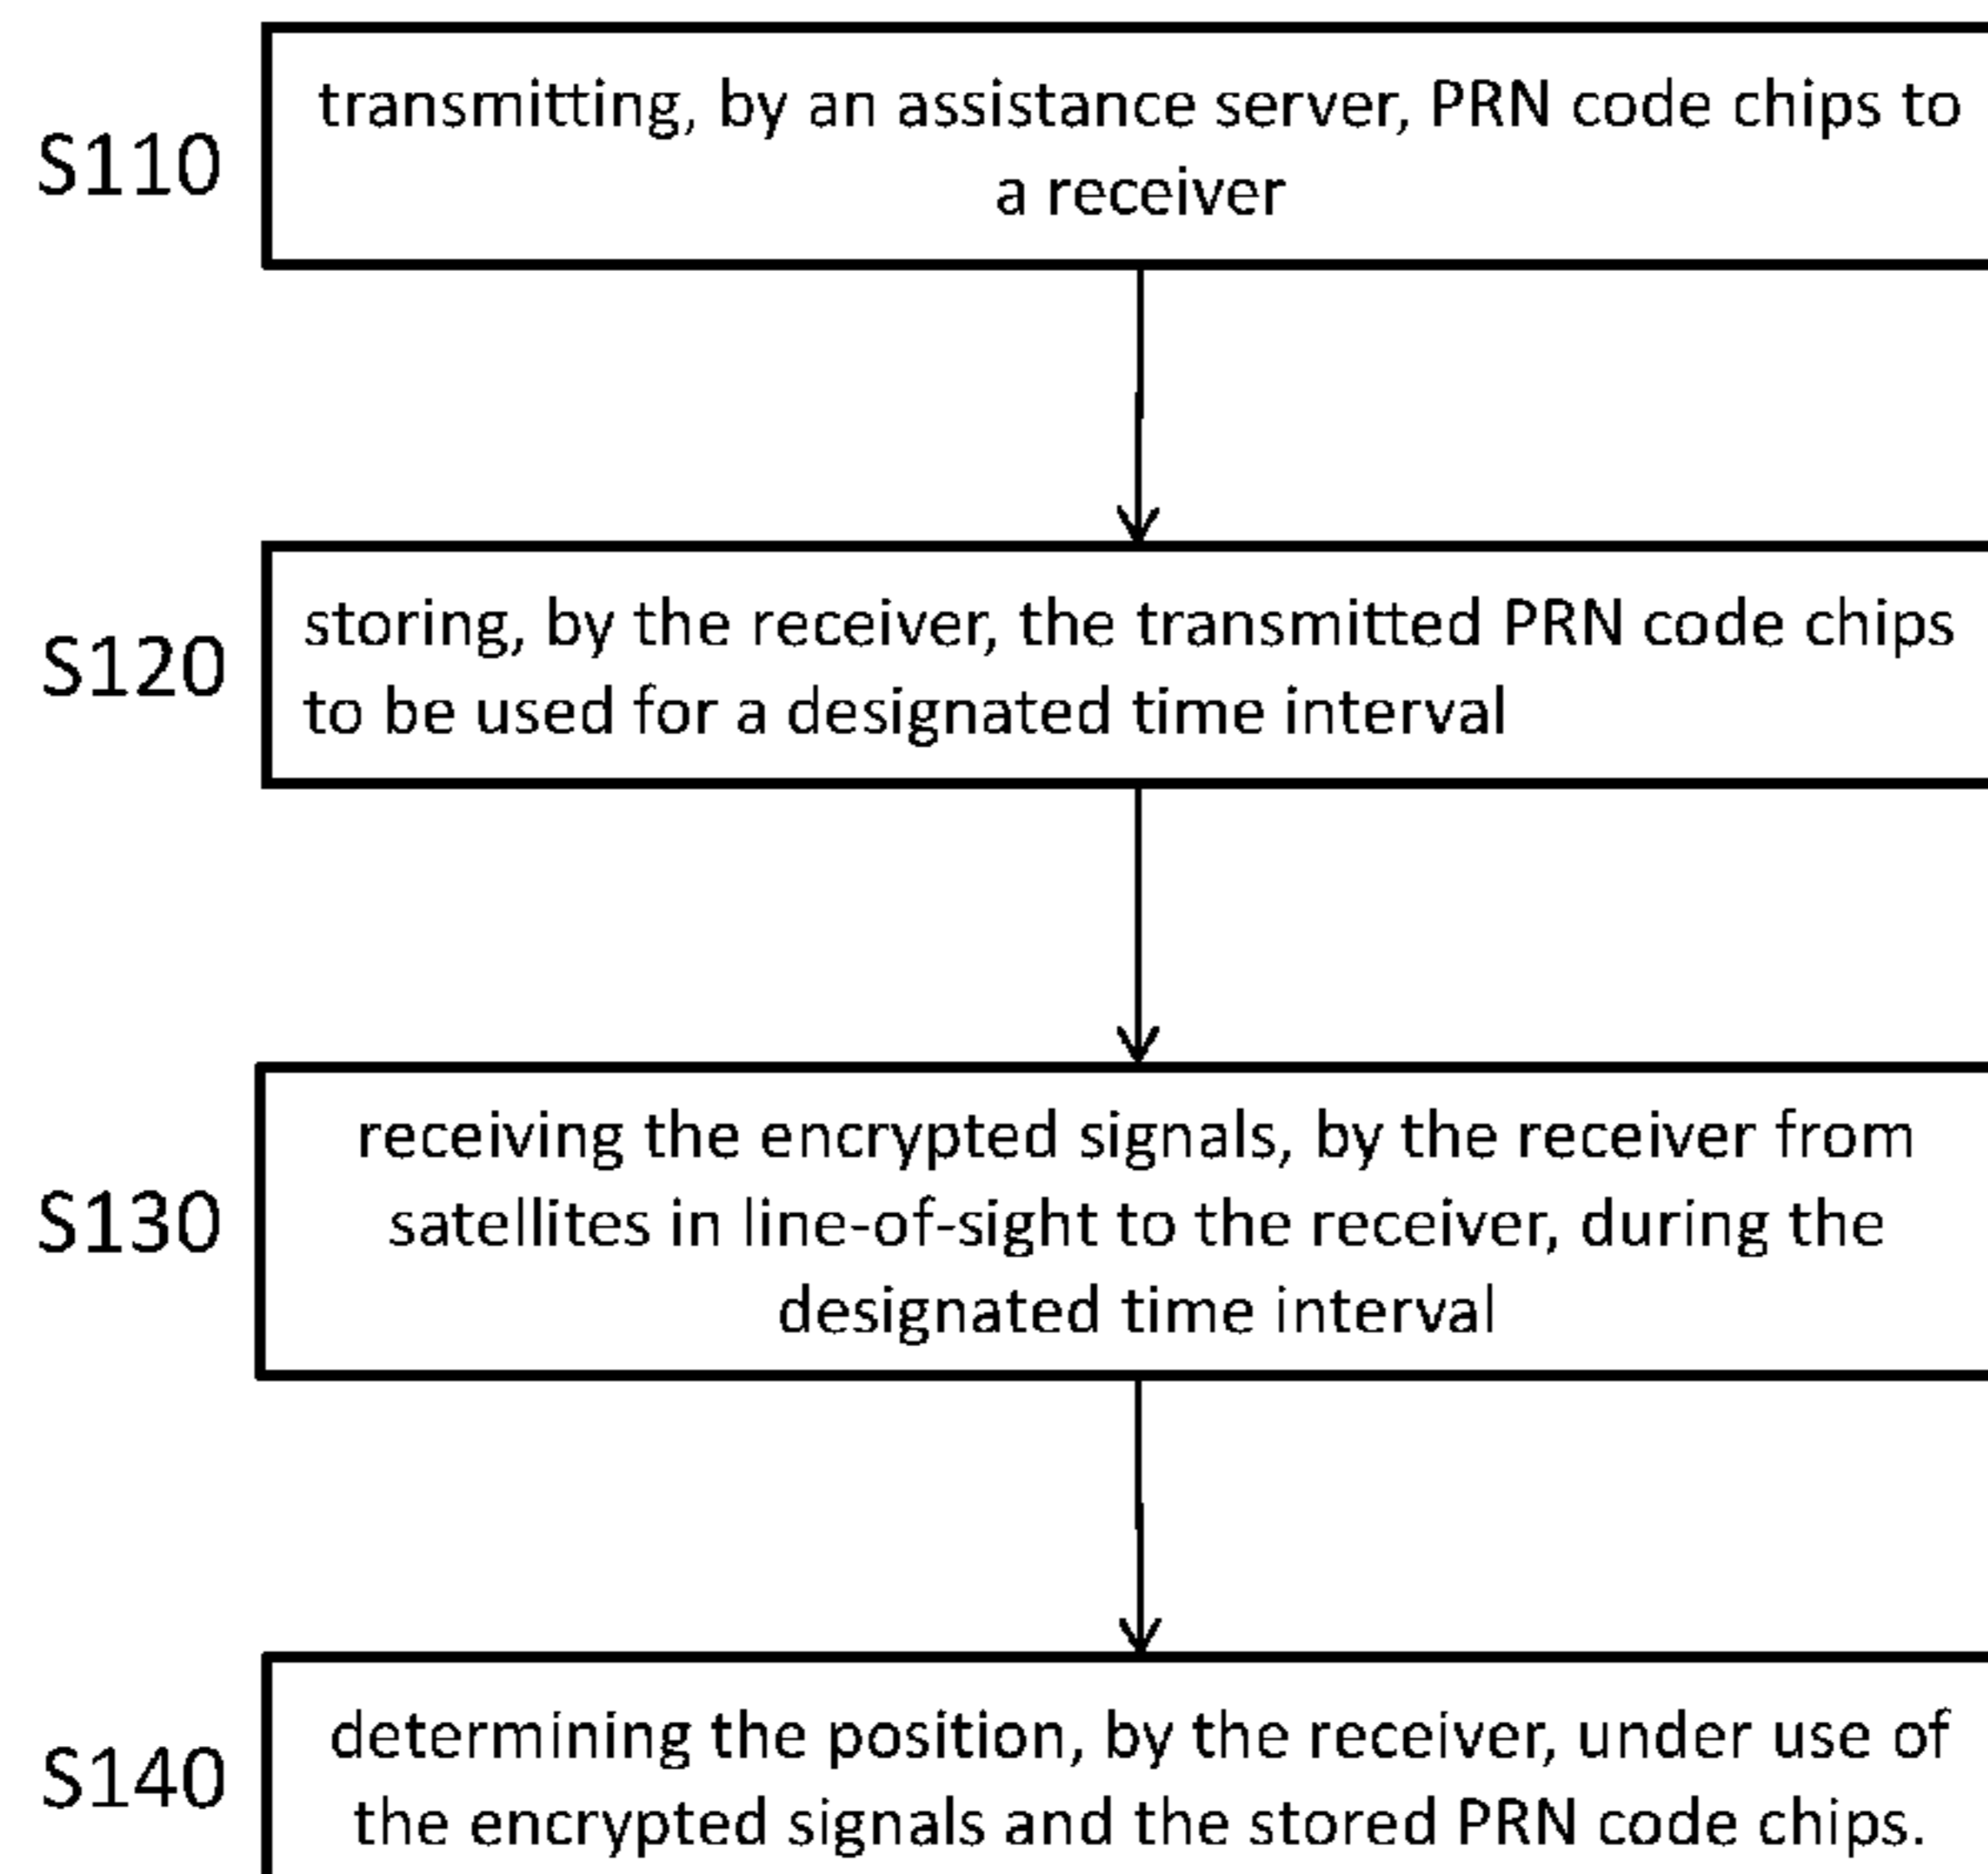 S110
transmitting, by an assistance server, PRN code chips to
a receiver
S120
storing, by the receiver, the transmitted PRN code chips
to be used for a designated time interval
S130
receiving the encrypted signals, by the receiver from
satellites in line-of-sight to the receiver, during the
designated time interval
S140
determining the position, by the receiver, under use of
the encrypted signals and the stored PRN code chips.